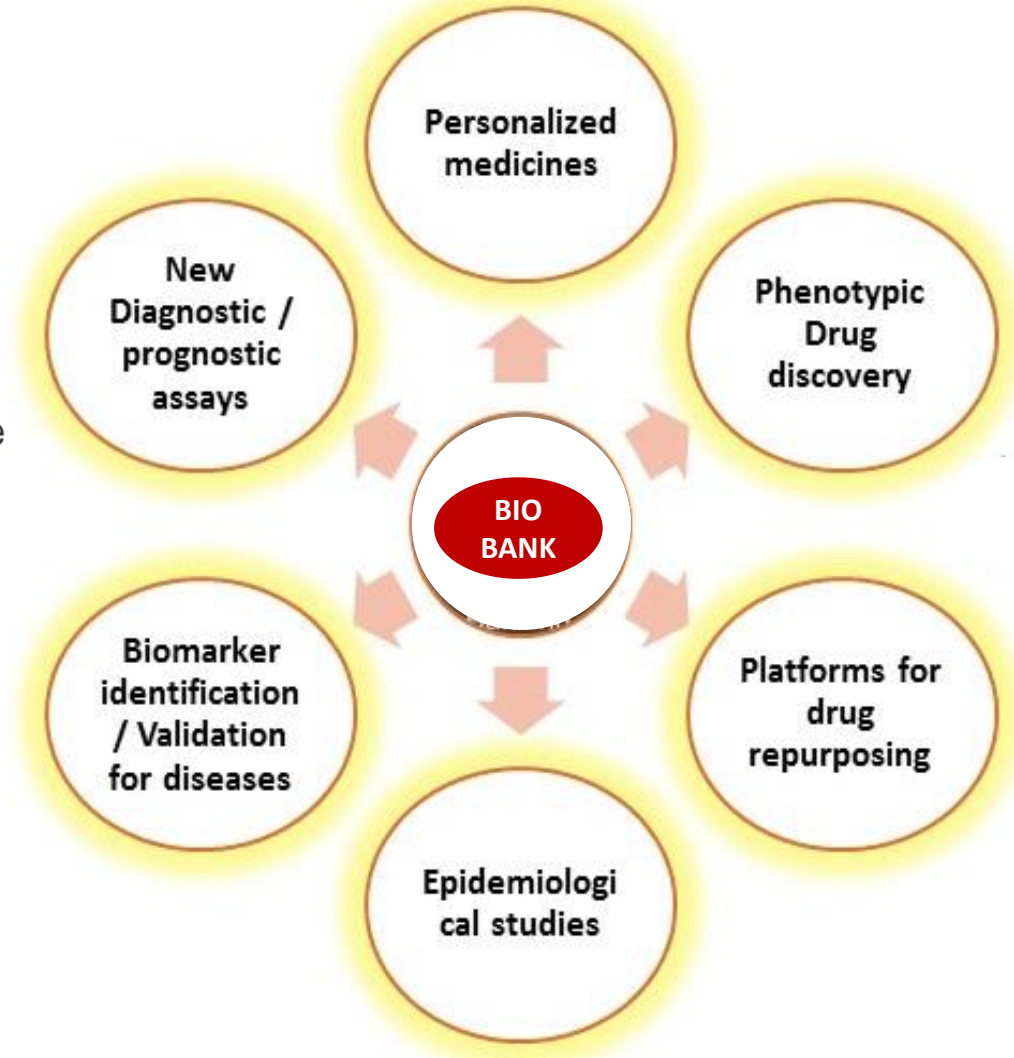 Personalized
medicines
Phenotypic
Drug
discovery
Platforms for
drug
repurposing
Epidemiologi
cal studies
Biomarker
identification
/ Validation
for diseases
New
Diagnostic /
prognostic
assays
BIO
BANK
e